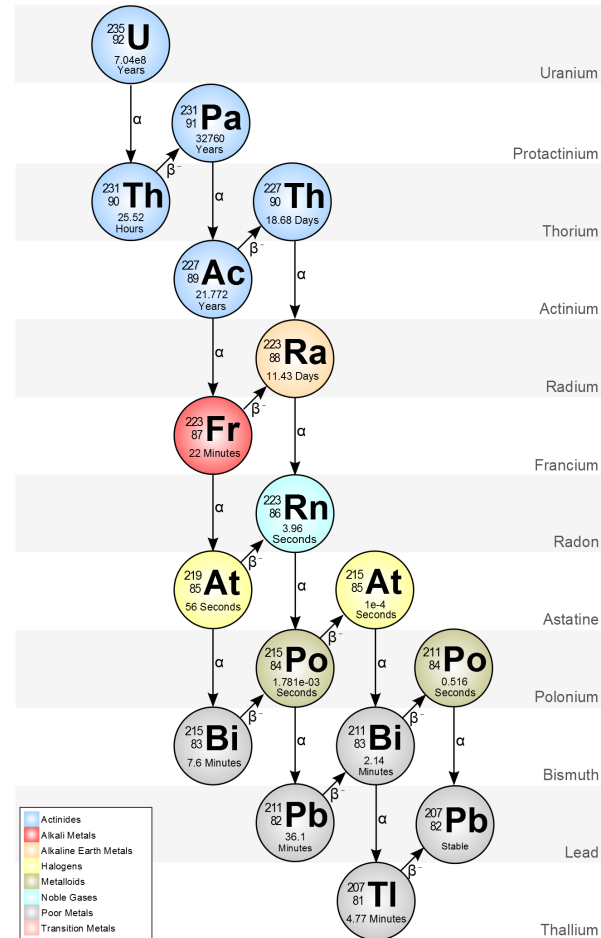 235
92 U
7.04e8
Years
Uranium
α
231
91 Pa
32760
Years
Protactinium
β⁻
231
90 Th
25.52
Hours
α
227
90 Th
18.68 Days
Thorium
β⁻
227
89 Ac
21.772
Years
α
Actinium
α
223
88 Ra
11.43 Days
Radium
β⁻
223
87 Fr
22 Minutes
α
Francium
α
223
86 Rn
3.96
Seconds
Radon
β⁻
219
85 At
56 Seconds
α
215
85 At
1e-4
Seconds
Astatine
β⁻
α
215
84 Po
1.781e-03
Seconds
α
211
84 Po
0.516
Seconds
Polonium
β⁻
β⁻
215
83 Bi
7.6 Minutes
α
211
83 Bi
2.14
Minutes
α
Bismuth
β⁻
211
82 Pb
36.1
Minutes
α
207
82 Pb
Stable
Lead
β⁻
207
81 Tl
4.77 Minutes
Thallium
Actinides
Alkali Metals
Alkaline Earth Metals
Halogens
Metalloids
Noble Gases
Poor Metals
Transition Metals